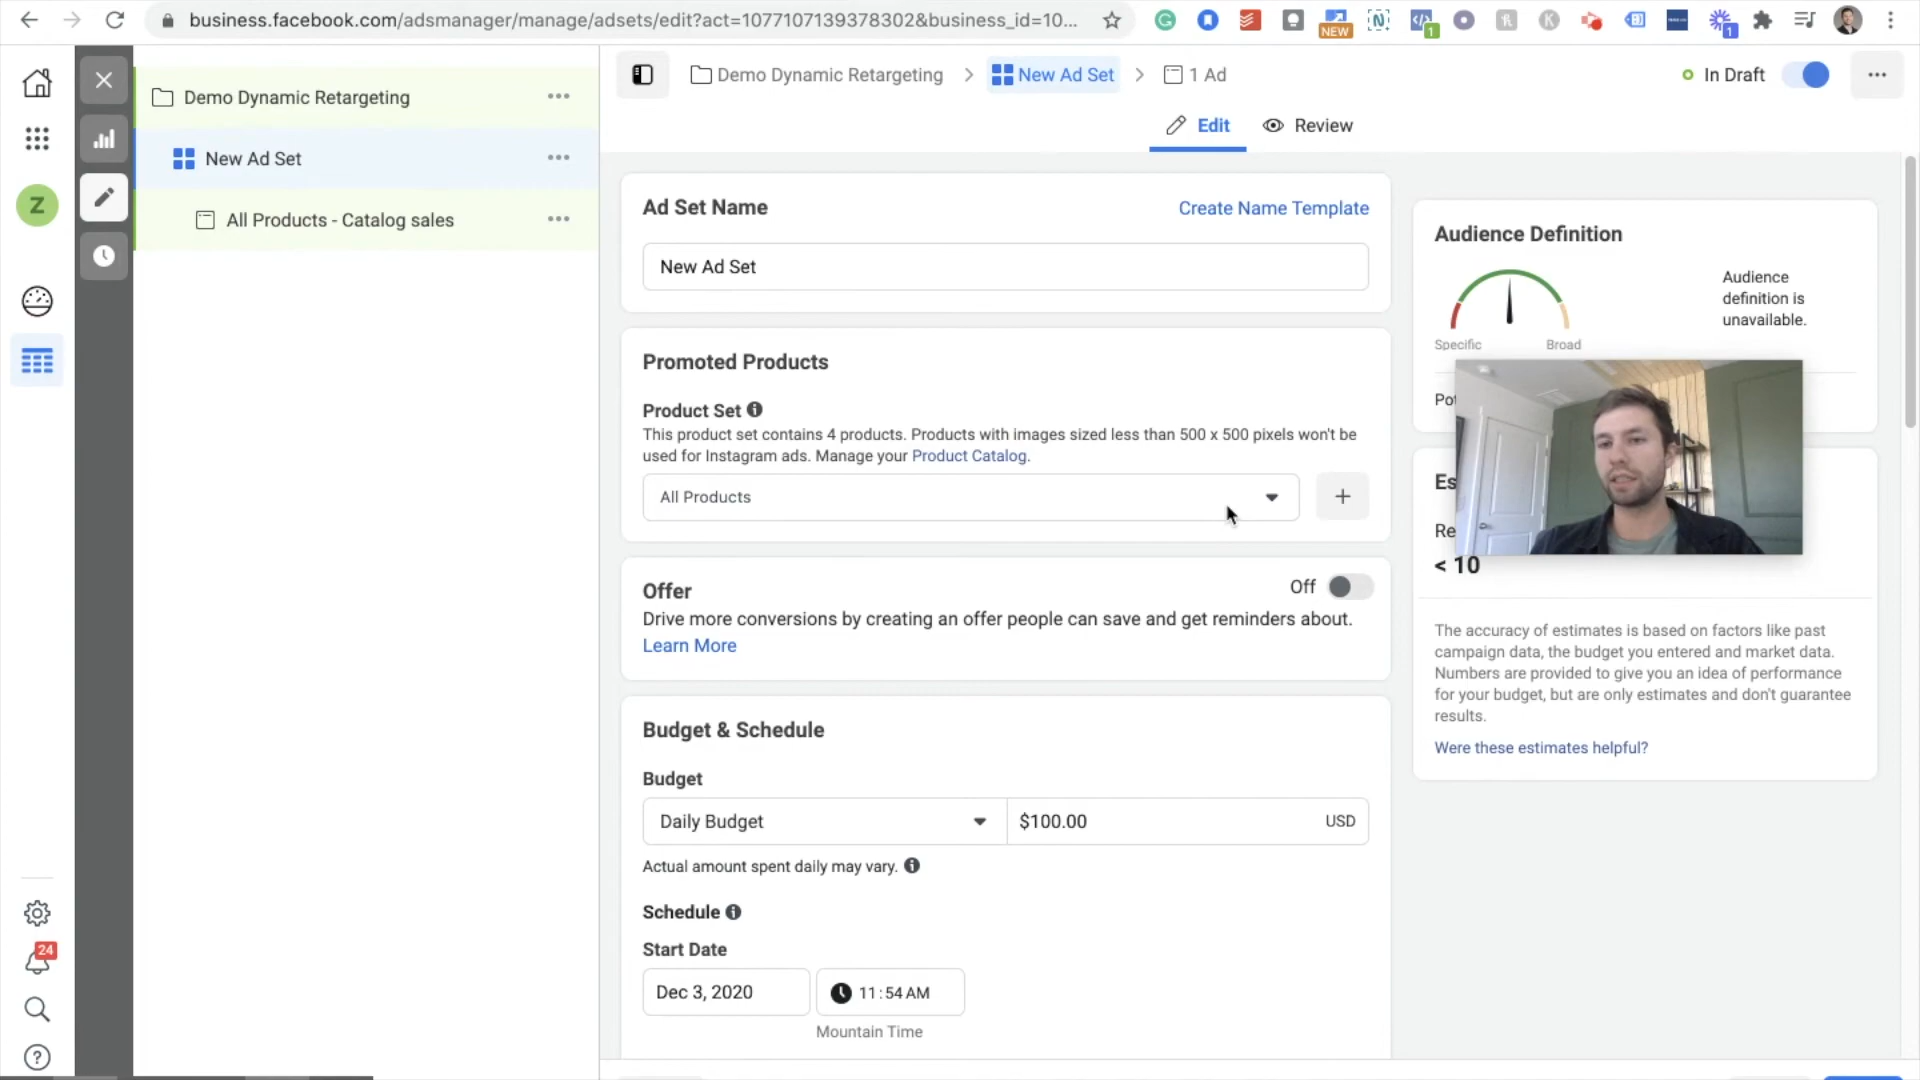 business.facebook.com/adsmanager/manage/adsets/edit?act=1077107139378302&business_id=10...
NEW
1
1
Demo Dynamic Retargeting
New Ad Set
1 Ad
In Draft
Z
Demo Dynamic Retargeting
New Ad Set
All Products - Catalog sales
24
Edit
Review
Ad Set Name
Create Name Template
New Ad Set
Promoted Products
Product Set
This product set contains 4 products. Products with images sized less than 500 x 500 pixels won't be
used for Instagram ads. Manage your Product Catalog.
All Products
Offer
Off
Drive more conversions by creating an offer people can save and get reminders about.
Learn More
Budget & Schedule
Budget
Daily Budget
$100.00
USD
Actual amount spent daily may vary.
Schedule
Start Date
Dec 3, 2020
11:54 AM
Mountain Time
Audience Definition
Audience
definition is
unavailable.
Specific
Broad
< 10
The accuracy of estimates is based on factors like past
campaign data, the budget you entered and market data.
Numbers are provided to give you an idea of performance
for your budget, but are only estimates and don't guarantee
results.
Were these estimates helpful?